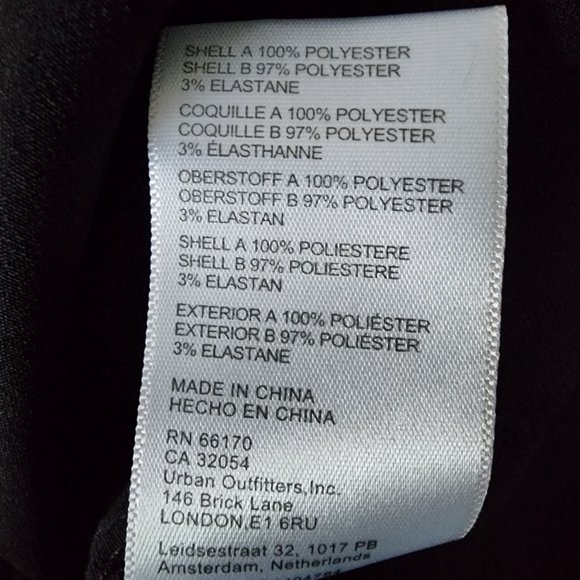 SHELL A 100% POLYESTER
SHELL B 97% POLYESTER
3% ELASTANE
COQUILLE A 100% POLYESTER
COQUILLE B 97% POLYESTER
3% ÉLASTHANNE
OBERSTOFF A 100% POLYESTER
OBERSTOFF B 97% POLYESTER
3% ELASTAN
SHELL A 100% POLIESTERE
SHELL B 97% POLIESTERE
3% ELASTAN
EXTERIOR A 100% POLIÉSTER
EXTERIOR B 97% POLIÉSTER
3% ELASTANE
MADE IN CHINA
HECHO EN CHINA
RN 66170
CA 32054
Urban Outfitters,Inc.
146 Brick Lane
LONDON,E1 6RU
Leidsestraat 32, 1017 PB
Amsterdam, Netherlands